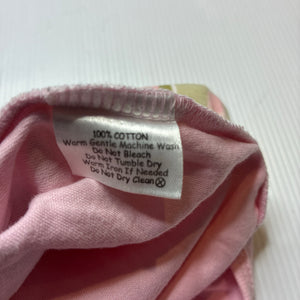 100% COTTON
Warm Gentle Machine Wash
Do Not Bleach
Do Not Tumble Dry
Warm Iron If Needed
Do Not Dry Clean ⓧ